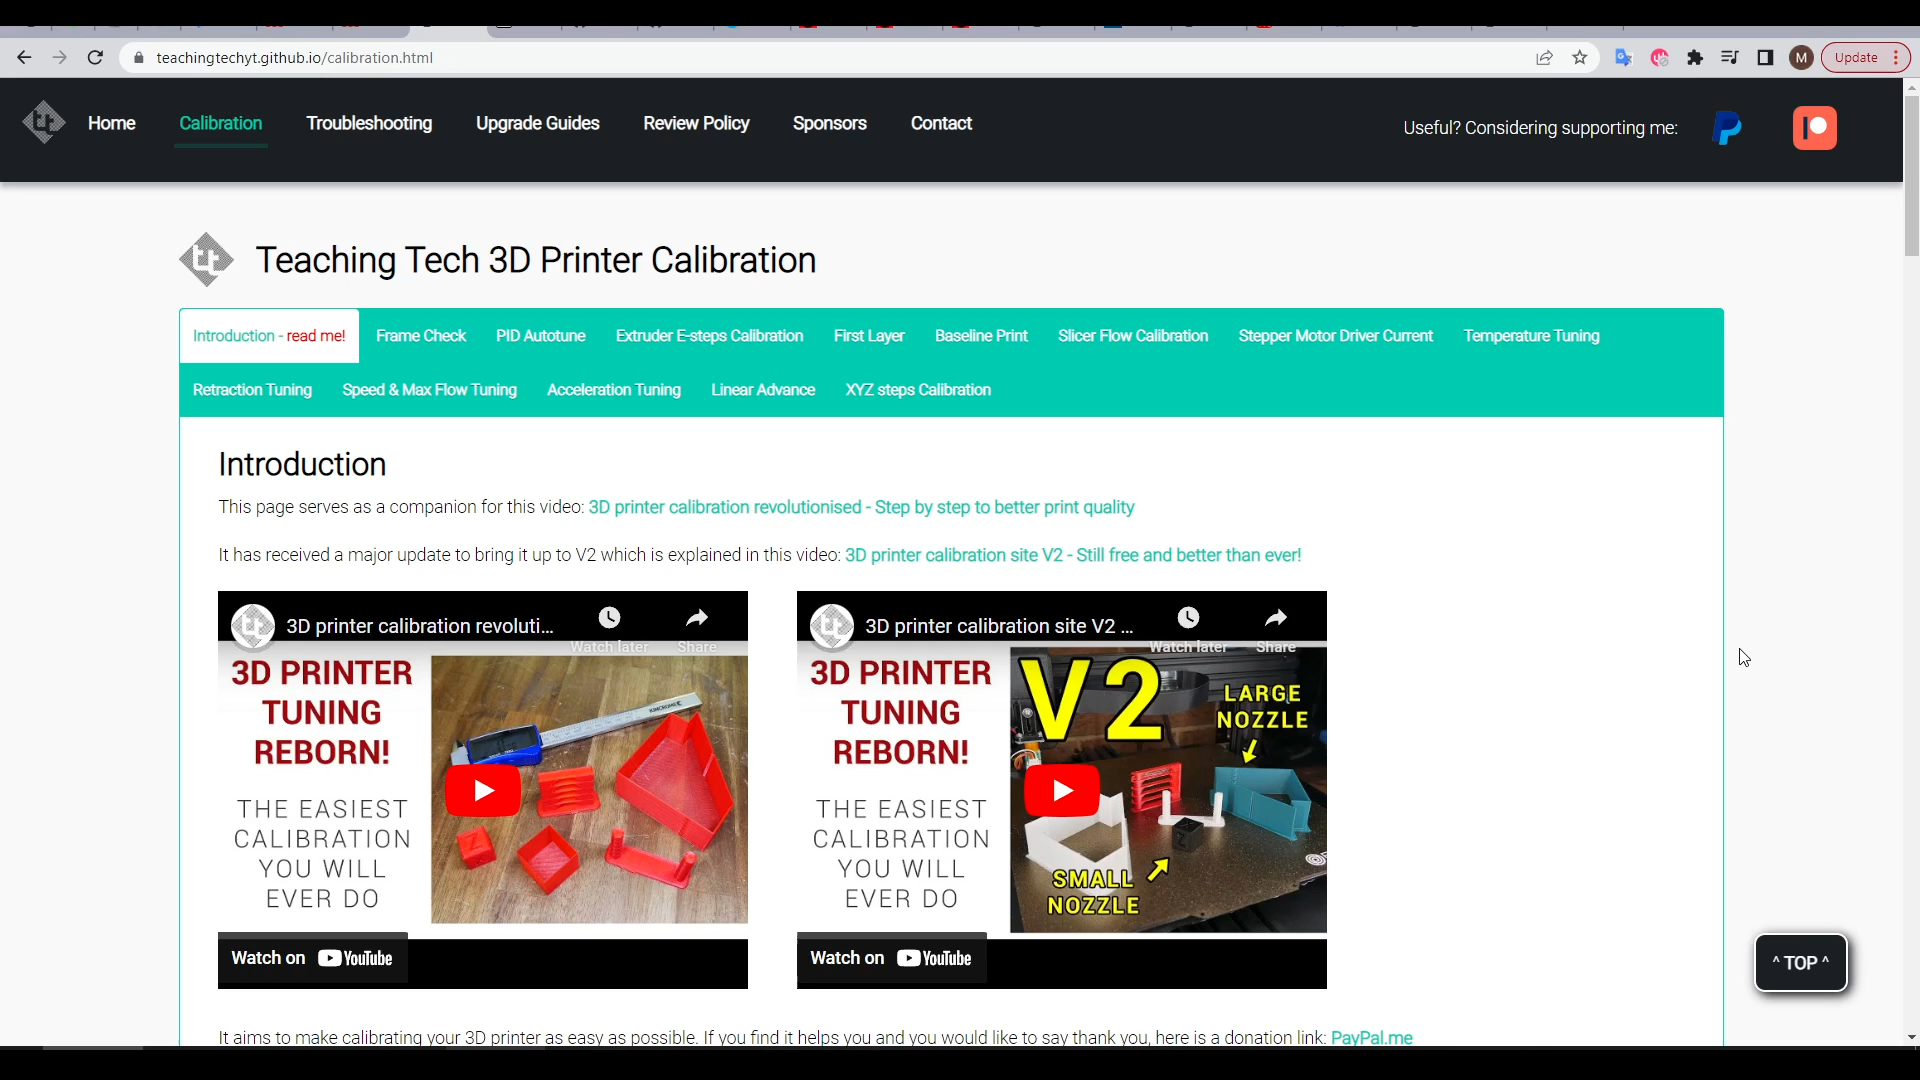 teachingtechyt.github.io/calibration.html
M
Update
Home
Calibration
Troubleshooting
Upgrade Guides
Review Policy
Sponsors
Contact
Useful? Considering supporting me:
Teaching Tech 3D Printer Calibration
Introduction - read me!
Frame Check
PID Autotune
Extruder E-steps Calibration
First Layer
Baseline Print
Slicer Flow Calibration
Stepper Motor Driver Current
Temperature Tuning
Retraction Tuning
Speed & Max Flow Tuning
Acceleration Tuning
Linear Advance
XYZ steps Calibration
Introduction
This page serves as a companion for this video: 3D printer calibration revolutionised - Step by step to better print quality
It has received a major update to bring it up to V2 which is explained in this video: 3D printer calibration site V2 - Still free and better than ever!
3D printer calibration revoluti...
Watch later
Share
3D PRINTER
TUNING
REBORN!
THE EASIEST
CALIBRATION
YOU WILL
EVER DO
Watch on YouTube
3D printer calibration site V2 ...
Watch later
Share
3D PRINTER
TUNING
REBORN!
THE EASIEST
CALIBRATION
YOU WILL
EVER DO
V2
LARGE
NOZZLE
SMALL
NOZZLE
Watch on YouTube
^ TOP ^
It aims to make calibrating your 3D printer as easy as possible. If you find it helps you and you would like to say thank you, here is a donation link: PayPal.me